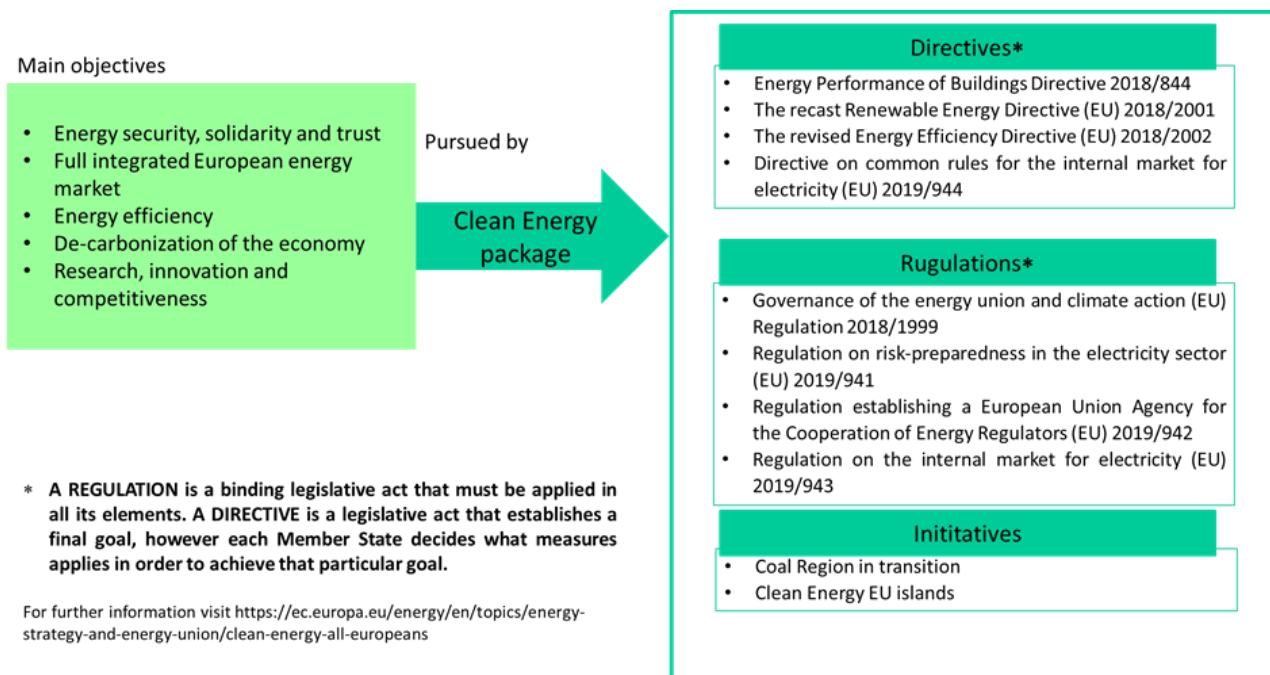 Main objectives
• Energy security, solidarity and trust
• Full integrated European energy
market
• Energy efficiency
• De-carbonization of the economy
• Research, innovation and
competitiveness
Pursued by
Clean Energy
package
Directives*
• Energy Performance of Buildings Directive 2018/844
• The recast Renewable Energy Directive (EU) 2018/2001
• The revised Energy Efficiency Directive (EU) 2018/2002
• Directive on common rules for the internal market for
electricity (EU) 2019/944
Rugulations*
• Governance of the energy union and climate action (EU)
Regulation 2018/1999
• Regulation on risk-preparedness in the electricity sector
(EU) 2019/941
• Regulation establishing a European Union Agency for
the Cooperation of Energy Regulators (EU) 2019/942
• Regulation on the internal market for electricity (EU)
2019/943
Inititatives
• Coal Region in transition
• Clean Energy EU islands
* A REGULATION is a binding legislative act that must be applied in
all its elements. A DIRECTIVE is a legislative act that establishes a
final goal, however each Member State decides what measures
applies in order to achieve that particular goal.
For further information visit https://ec.europa.eu/energy/en/topics/energy-
strategy-and-energy-union/clean-energy-all-europeans